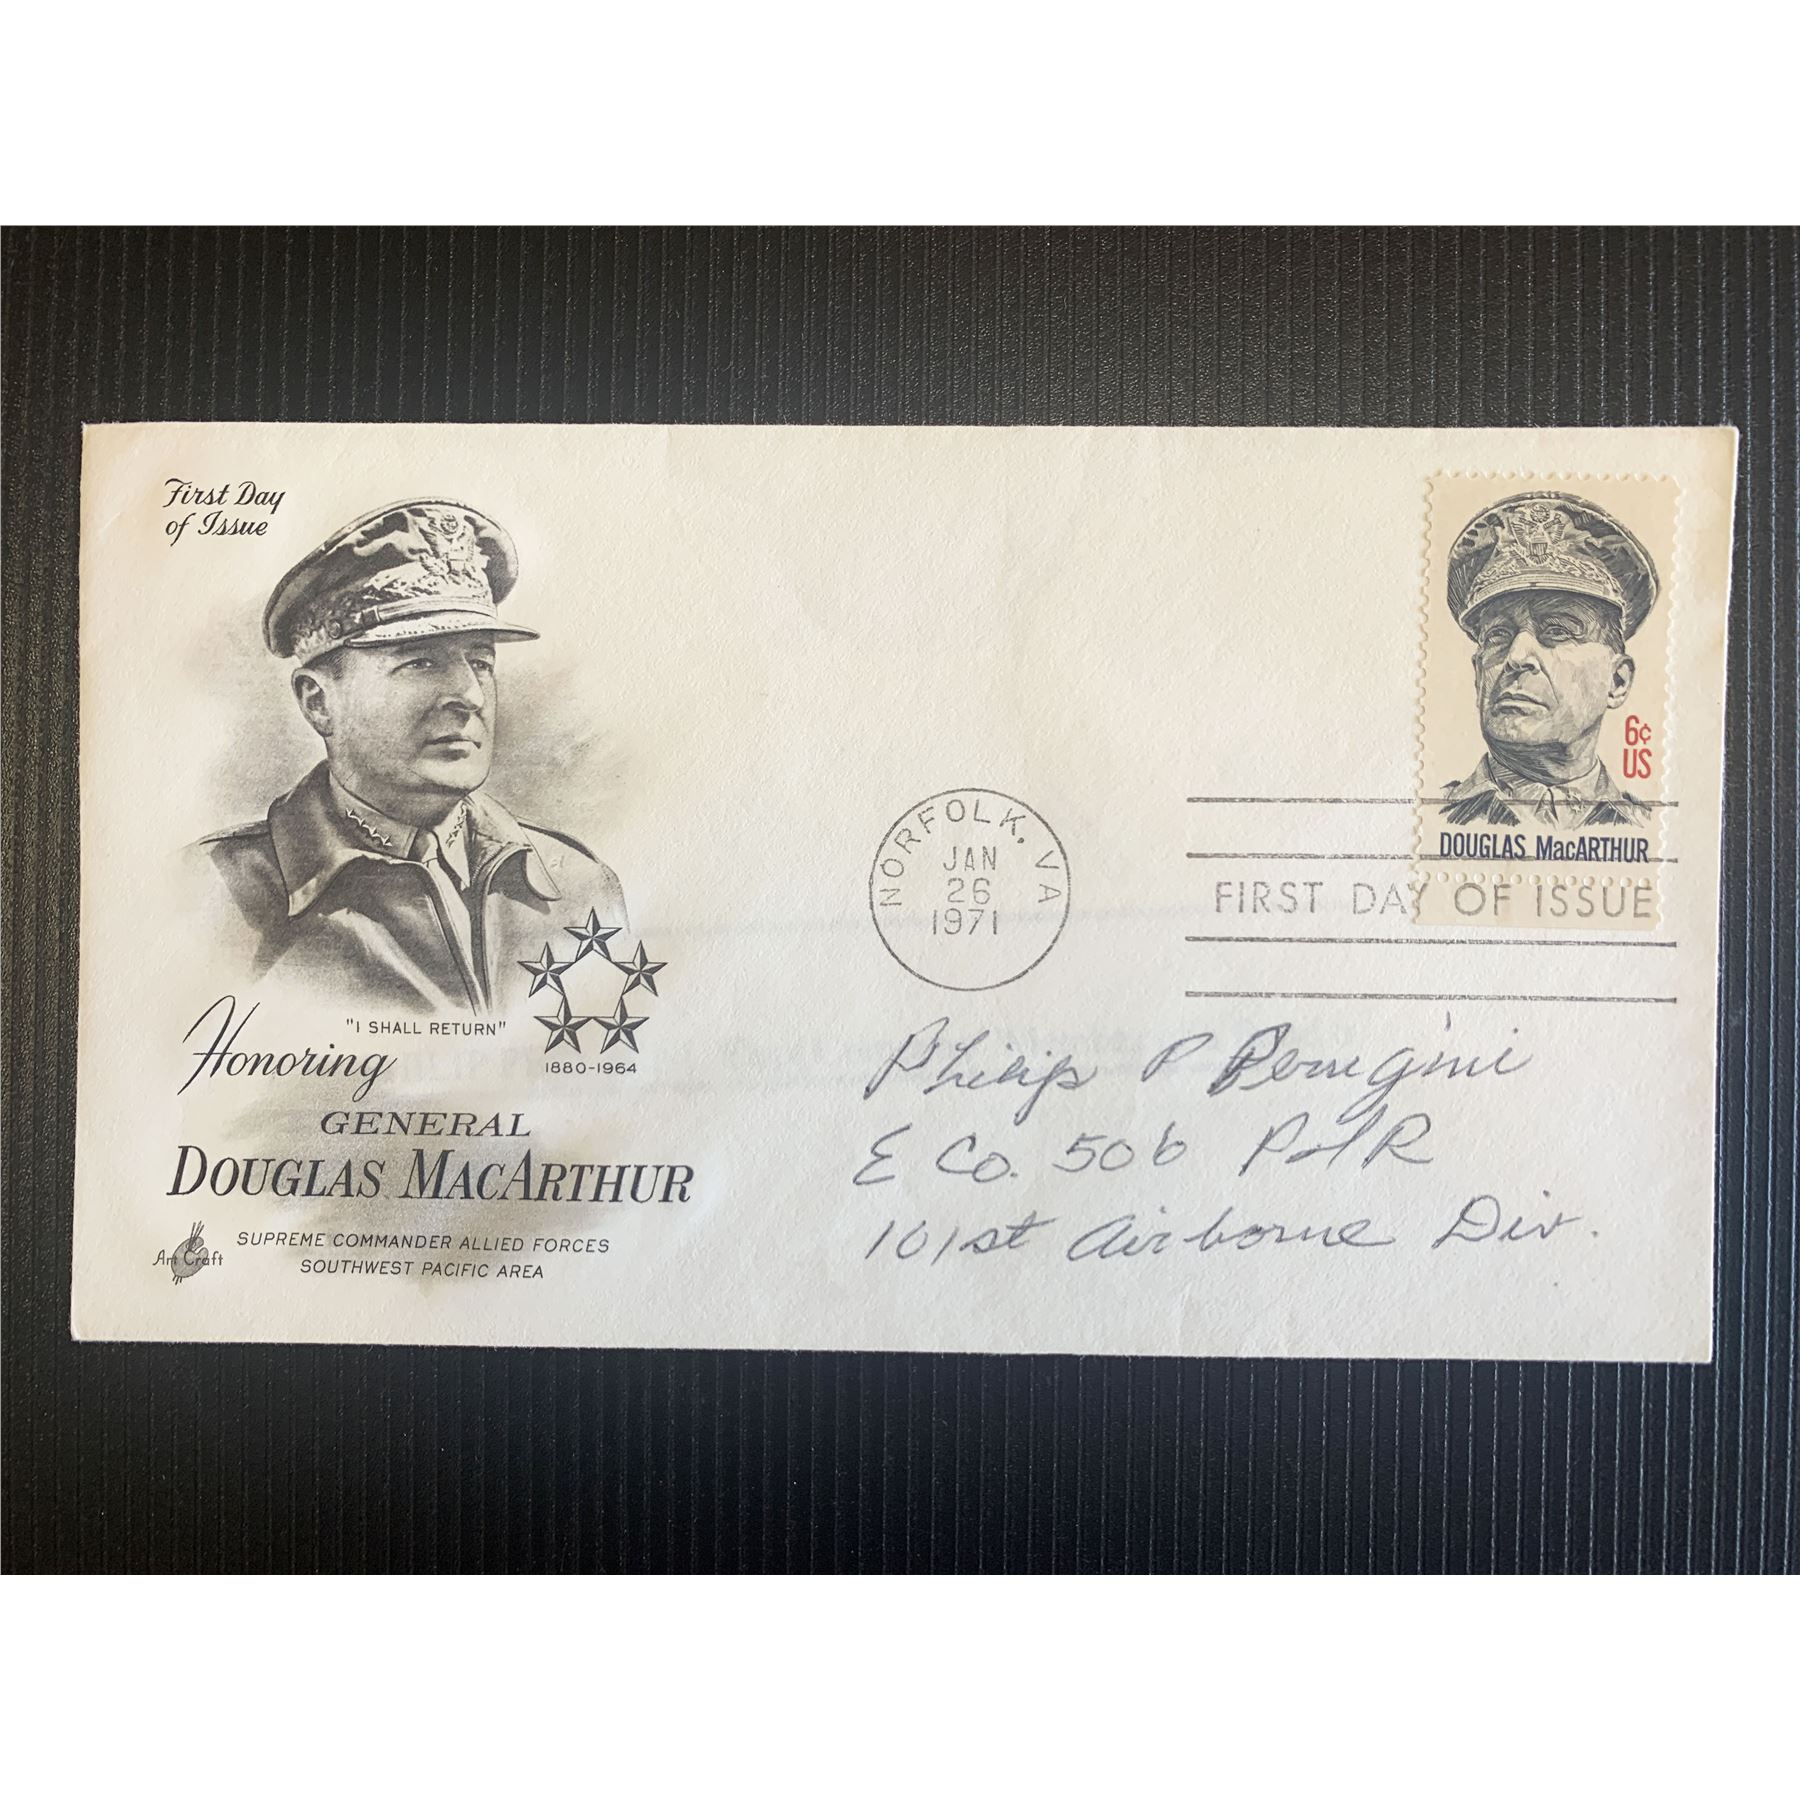 First Day
of Issue
6¢
US
DOUGLAS MacARTHUR
NORFOLK, VA
JAN
26
1971
FIRST DAY OF ISSUE
"I SHALL RETURN"
Honoring
1880-1964
GENERAL
DOUGLAS MACARTHUR
SUPREME COMMANDER ALLIED FORCES
SOUTHWEST PACIFIC AREA
Art Craft
Philip P Perugini
E Co. 506 PIR
101st Airborne Div.